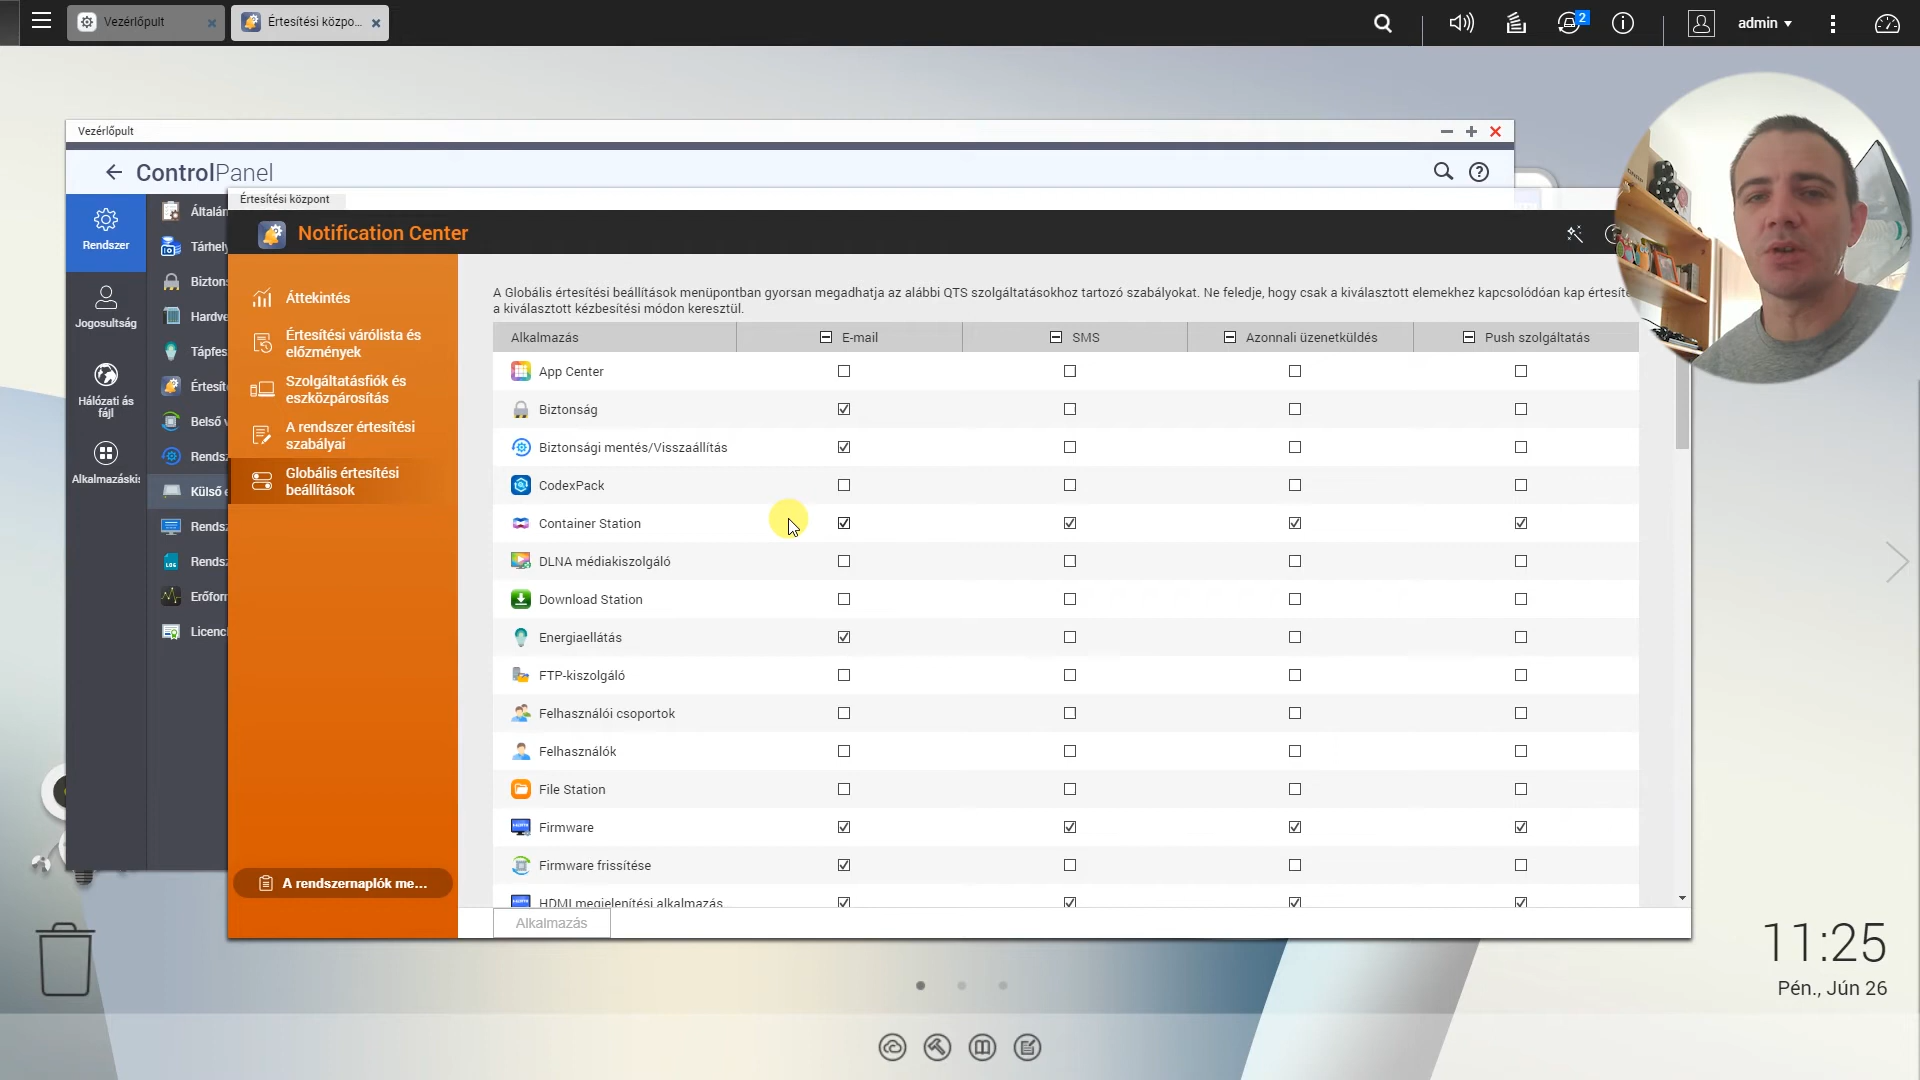 Vezérlőpult
Értesítési közpo...
2
admin
Vezérlőpult
ControlPanel
Értesítési központ
Notification Center
Rendszer
Jogosultság
Hálózati és
fájl
Alkalmazáskis
Általán
Tárhely
Bizton
Hardve
Tápfes
Értesít
Belső v
Rends
Külső e
Rends
Rends
Erőfor
Licenc
Áttekintés
Értesítési várólista és
előzmények
Szolgáltatásfiók és
eszközpárosítás
A rendszer értesítési
szabályai
Globális értesítési
beállítások
A rendszernaplók me...
A Globális értesítési beállítások menüpontban gyorsan megadhatja az alábbi QTS szolgáltatásokhoz tartozó szabályokat. Ne feledje, hogy csak a kiválasztott elemekhez kapcsolódóan kap értesíté
a kiválasztott kézbesítési módon keresztül.
Alkalmazás E-mail SMS Azonnali üzenetküldés Push szolgáltatás
App Center
Biztonság
Biztonsági mentés/Visszaállítás
CodexPack
Container Station
DLNA médiakiszolgáló
Download Station
Energiaellátás
FTP-kiszolgáló
Felhasználói csoportok
Felhasználók
File Station
Firmware
Firmware frissítése
HDMI megjelenítési alkalmazás
Alkalmazás
11:25
Pén., Jún 26